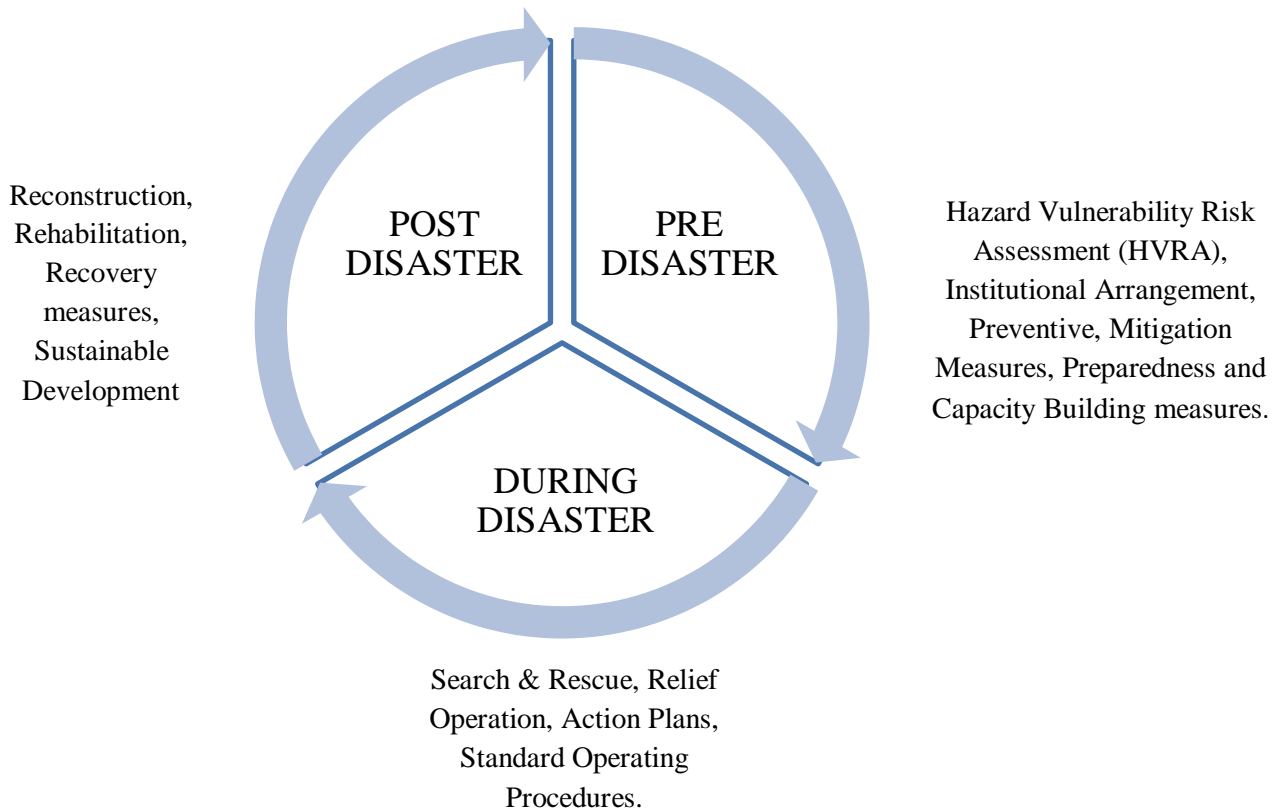 POST
DISASTER
PRE
DISASTER
DURING
DISASTER
Reconstruction,
Rehabilitation,
Recovery
measures,
Sustainable
Development
Hazard Vulnerability Risk
Assessment (HVRA),
Institutional Arrangement,
Preventive, Mitigation
Measures, Preparedness and
Capacity Building measures.
Search & Rescue, Relief
Operation, Action Plans,
Standard Operating
Procedures.